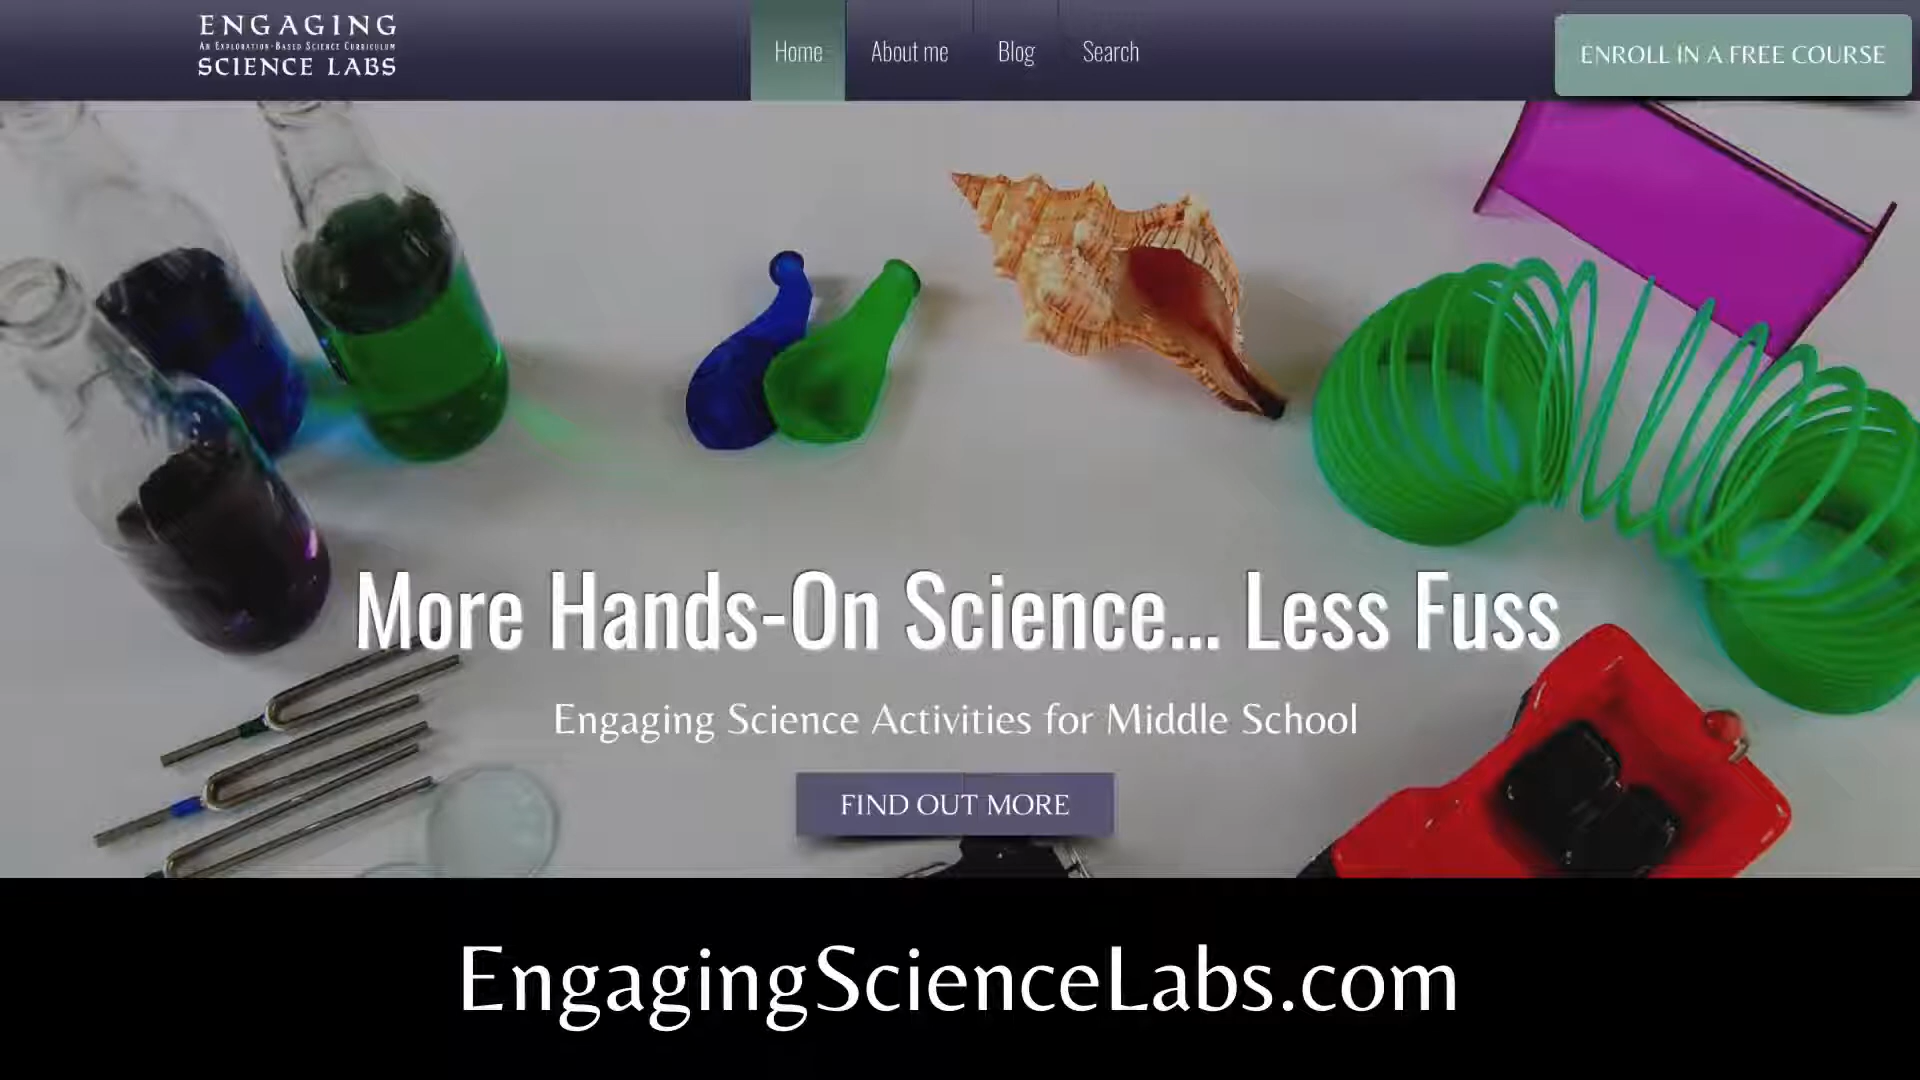 ENGAGING
AN EXPLORATION-BASED SCIENCE CURRICULUM
SCIENCE LABS
Home
About me
Blog
Search
ENROLL IN A FREE COURSE
More Hands-On Science... Less Fuss
Engaging Science Activities for Middle School
FIND OUT MORE
EngagingScienceLabs.com